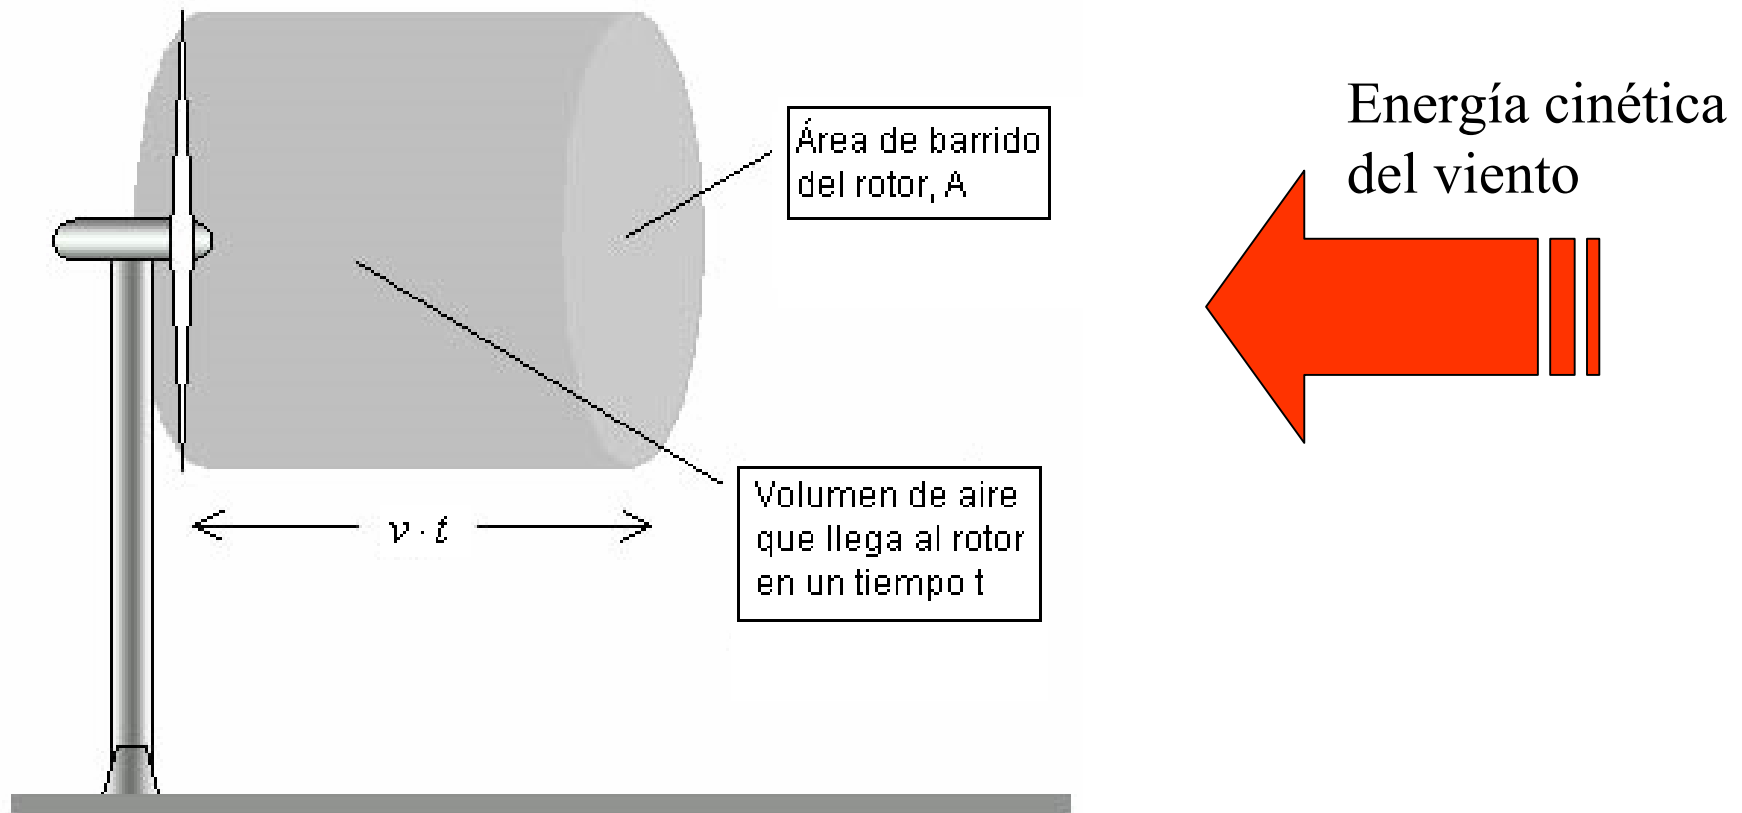 Energía cinética
del viento
Área de barrido
del rotor, A
Volumen de aire
que llega al rotor
en un tiempo t
v · t